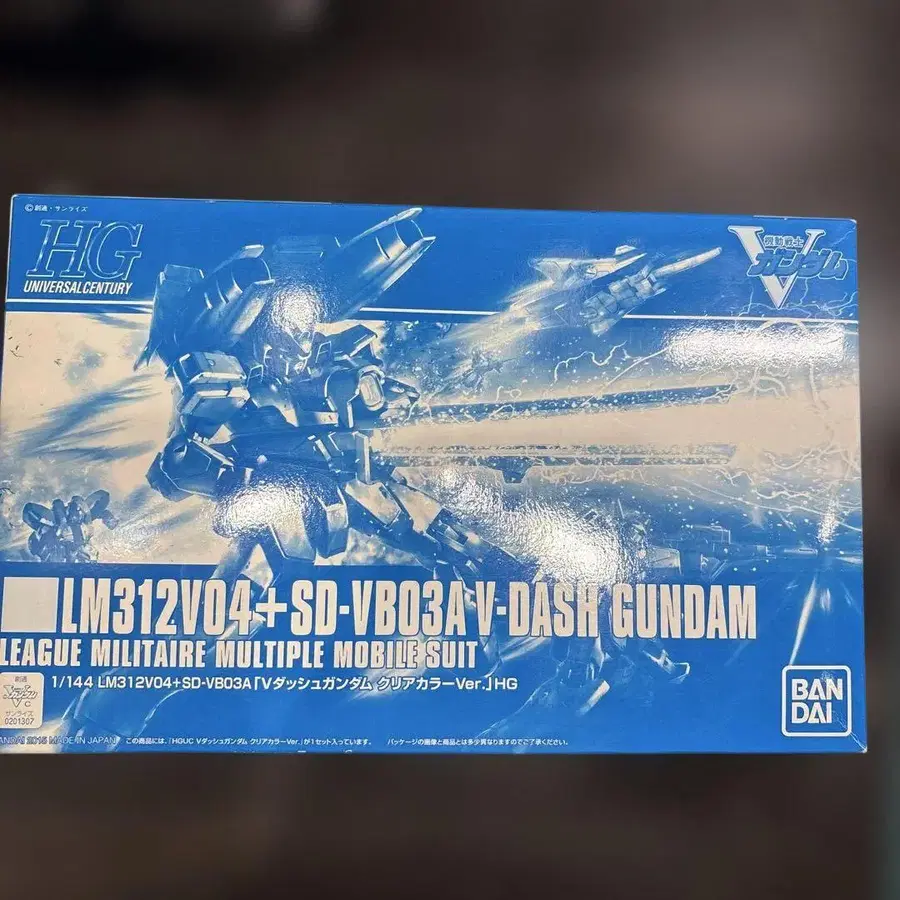 ©創通・サンライズ
HG
UNIVERSAL CENTURY
機動戦士
Vガンダム
LM312V04+SD-VB03A V-DASH GUNDAM
LEAGUE MILITAIRE MULTIPLE MOBILE SUIT
1/144 LM312V04+SD-VB03A「Vダッシュガンダム クリアカラーVer.」HG
創通
サンライズ
0201307
BAN
DAI
ANDAI 2015 MADE IN JAPAN
この商品には、「HGUC Vダッシュガンダム クリアカラーVer.」が1セット入っています。
パッケージの画像と商品とは多少異なりますのでご了承ください。